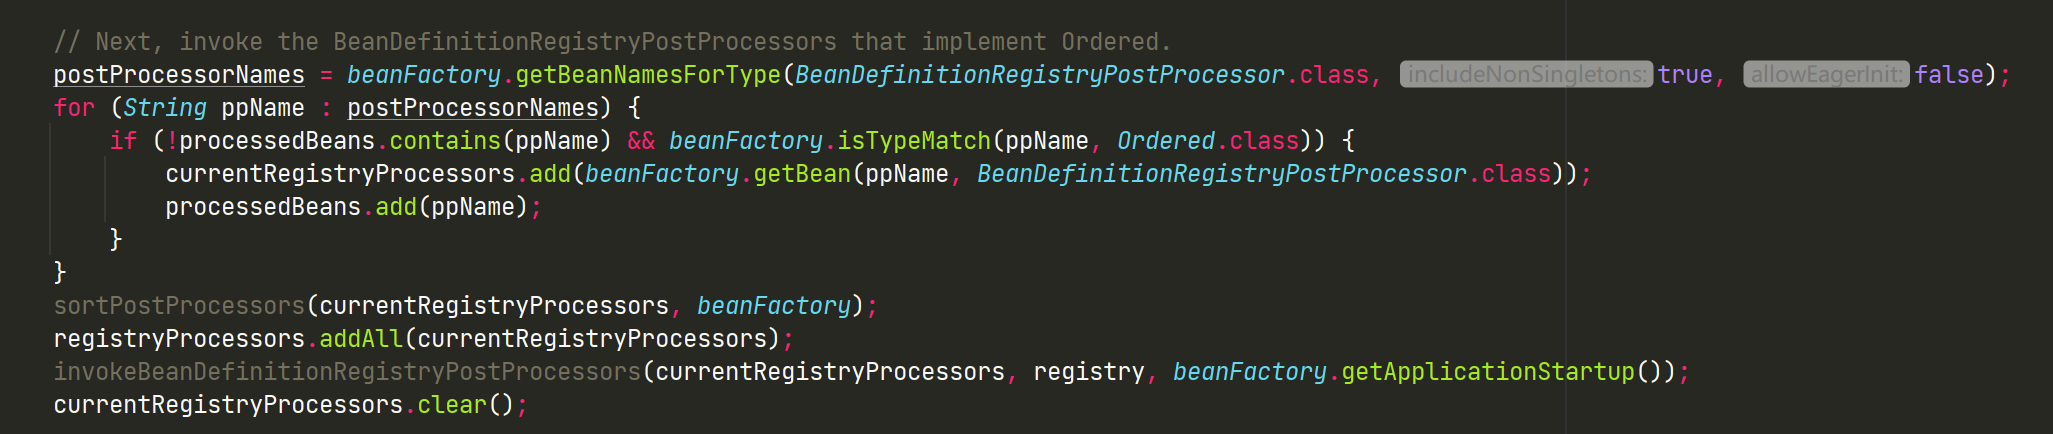 // Next, invoke the BeanDefinitionRegistryPostProcessors that implement Ordered.
postProcessorNames = beanFactory.getBeanNamesForType(BeanDefinitionRegistryPostProcessor.class, includeNonSingletons: true, allowEagerInit: false);
for (String ppName : postProcessorNames) {
    if (!processedBeans.contains(ppName) && beanFactory.isTypeMatch(ppName, Ordered.class)) {
        currentRegistryProcessors.add(beanFactory.getBean(ppName, BeanDefinitionRegistryPostProcessor.class));
        processedBeans.add(ppName);
    }
}
sortPostProcessors(currentRegistryProcessors, beanFactory);
registryProcessors.addAll(currentRegistryProcessors);
invokeBeanDefinitionRegistryPostProcessors(currentRegistryProcessors, registry, beanFactory.getApplicationStartup());
currentRegistryProcessors.clear();